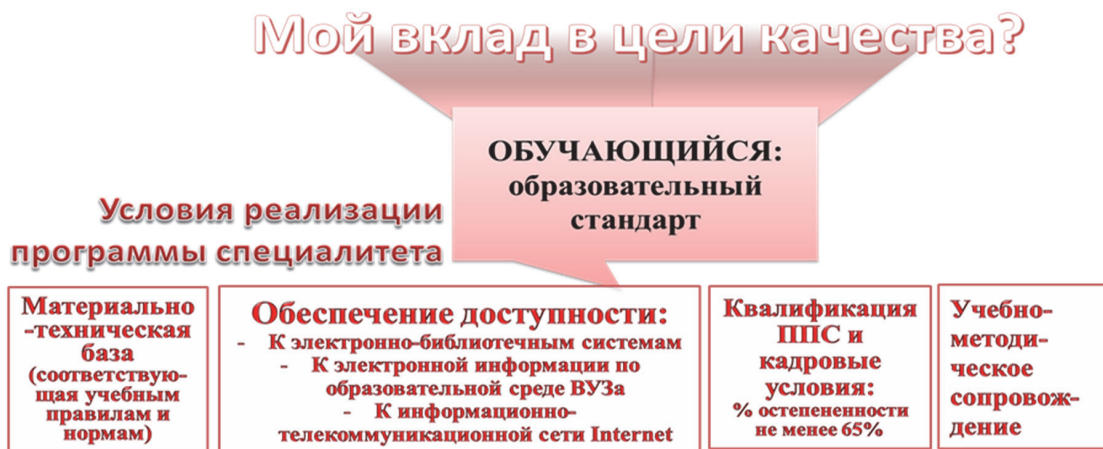 Мой вклад в цели качества?
ОБУЧАЮЩИЙСЯ:
образовательный
стандарт
Условия реализации
программы специалитета
Материально
-техническая
база
(соответствую-
щая учебным
правилам и
нормам)
Обеспечение доступности:
- К электронно-библиотечным системам
- К электронной информации по
образовательной среде ВУЗа
- К информационно-
телекоммуникационной сети Internet
Квалификация
ППС и
кадровые
условия:
% остепененности
не менее 65%
Учебно-
методи-
ческое
сопровож-
дение